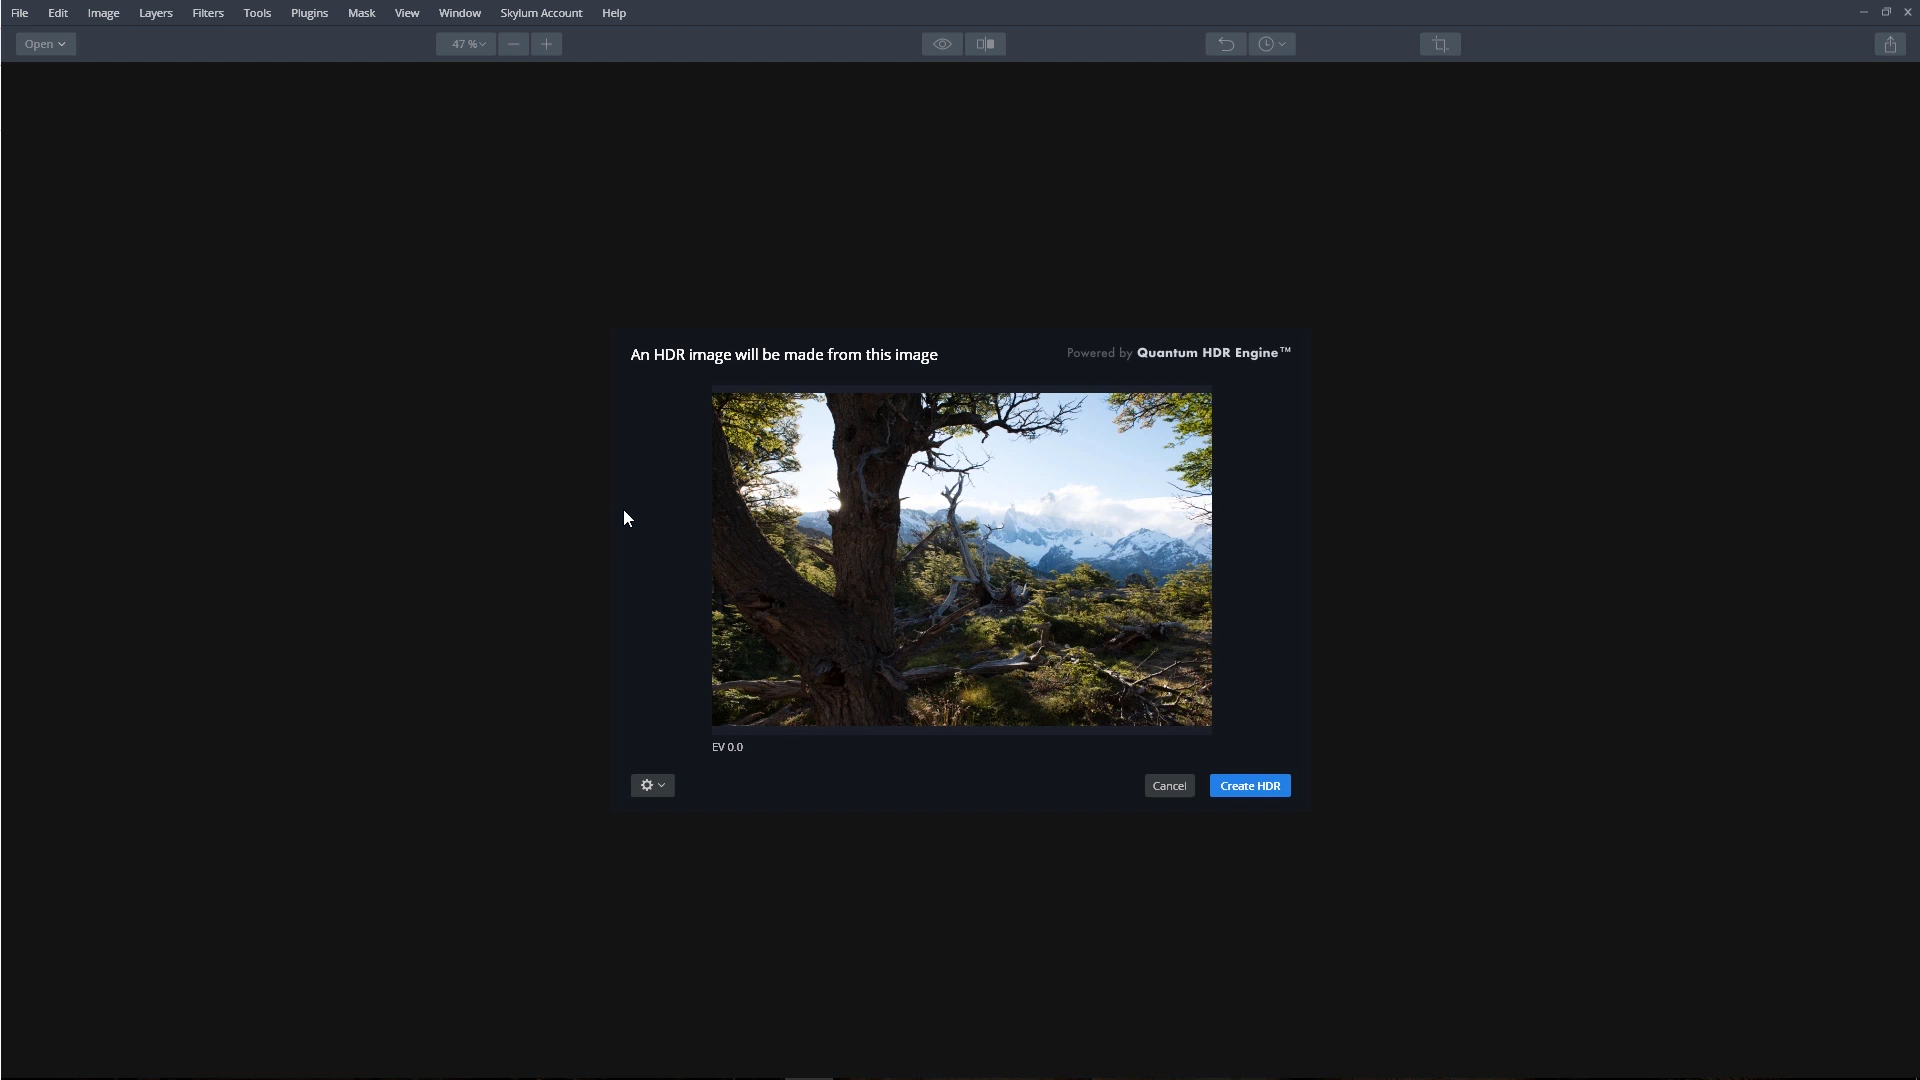 File Edit Image Layers Filters Tools Plugins Mask View Window Skylum Account Help
Open 47 %
An HDR image will be made from this image Powered by Quantum HDR Engine™
EV 0.0
Cancel Create HDR